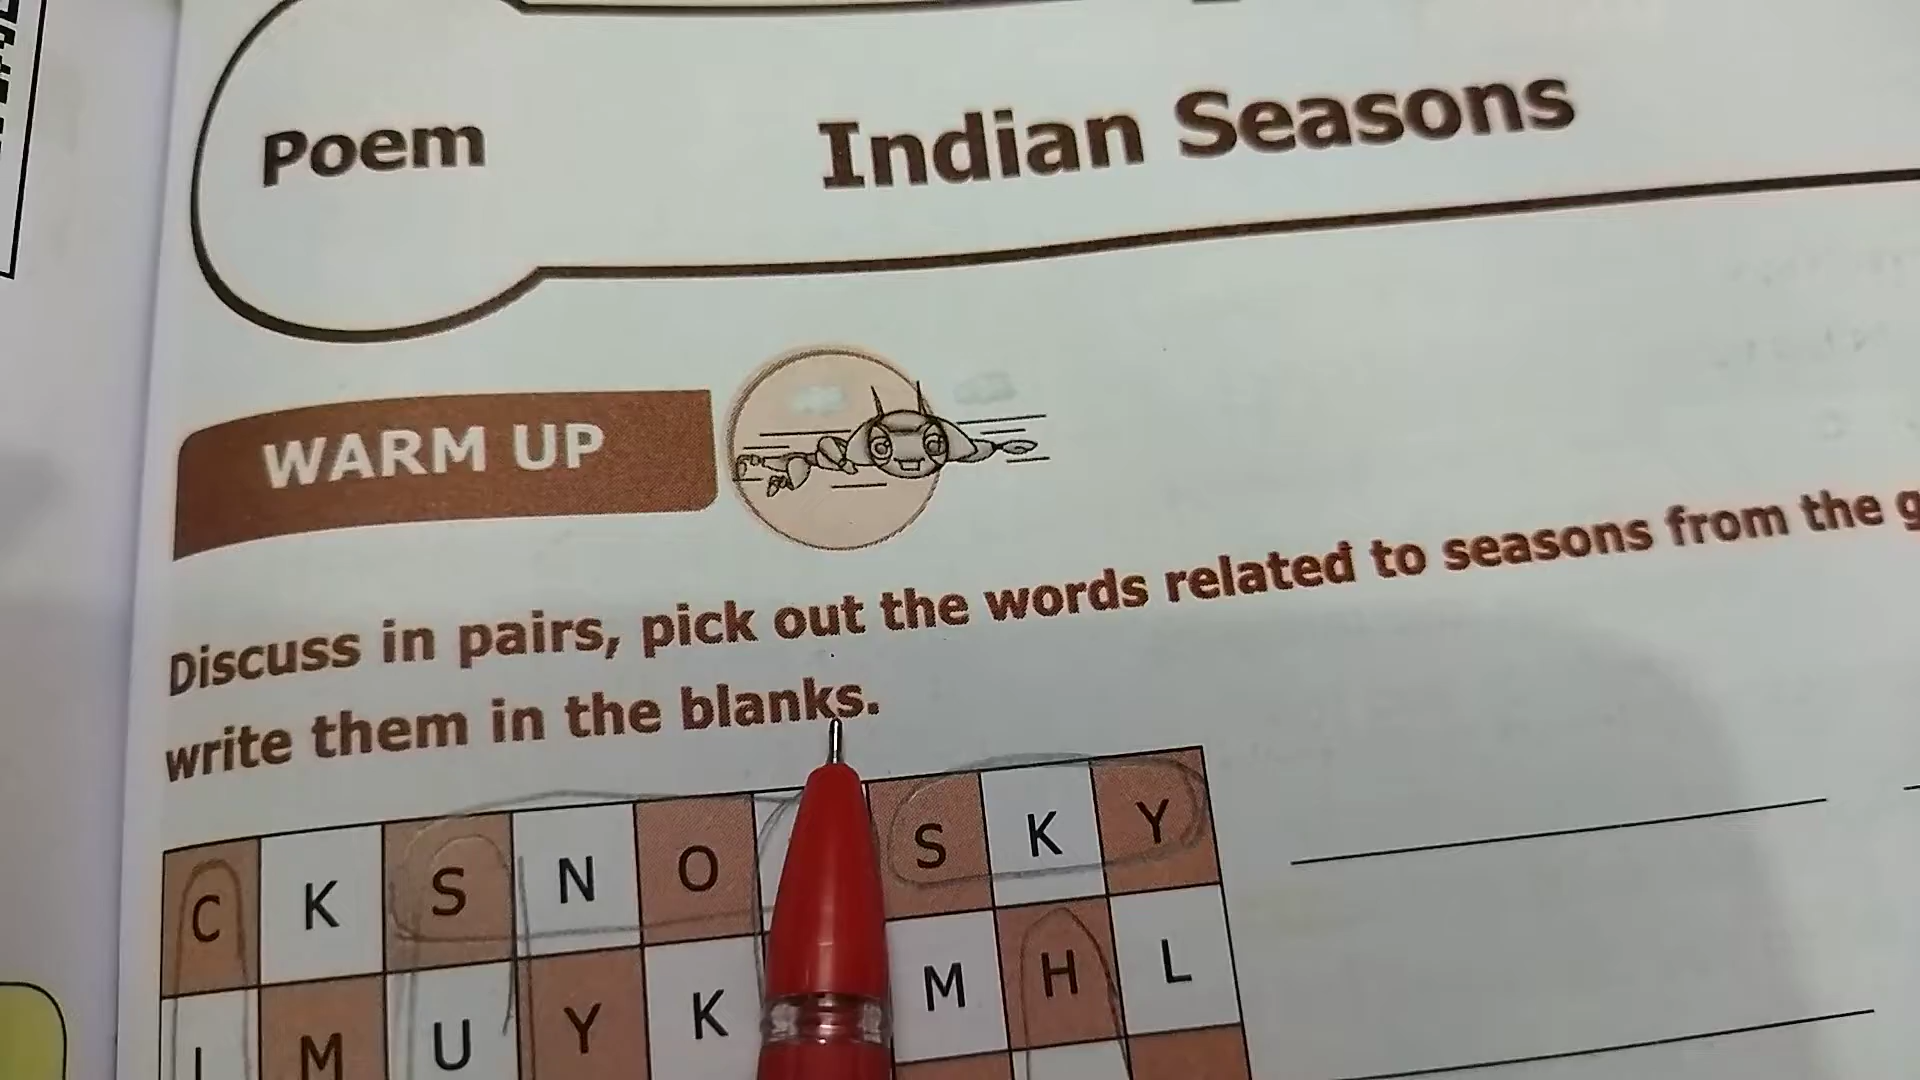 Poem
Indian Seasons
WARM UP
Discuss in pairs, pick out the words related to seasons from the
write them in the blanks.
C K S N O S K Y
M U Y K M H L